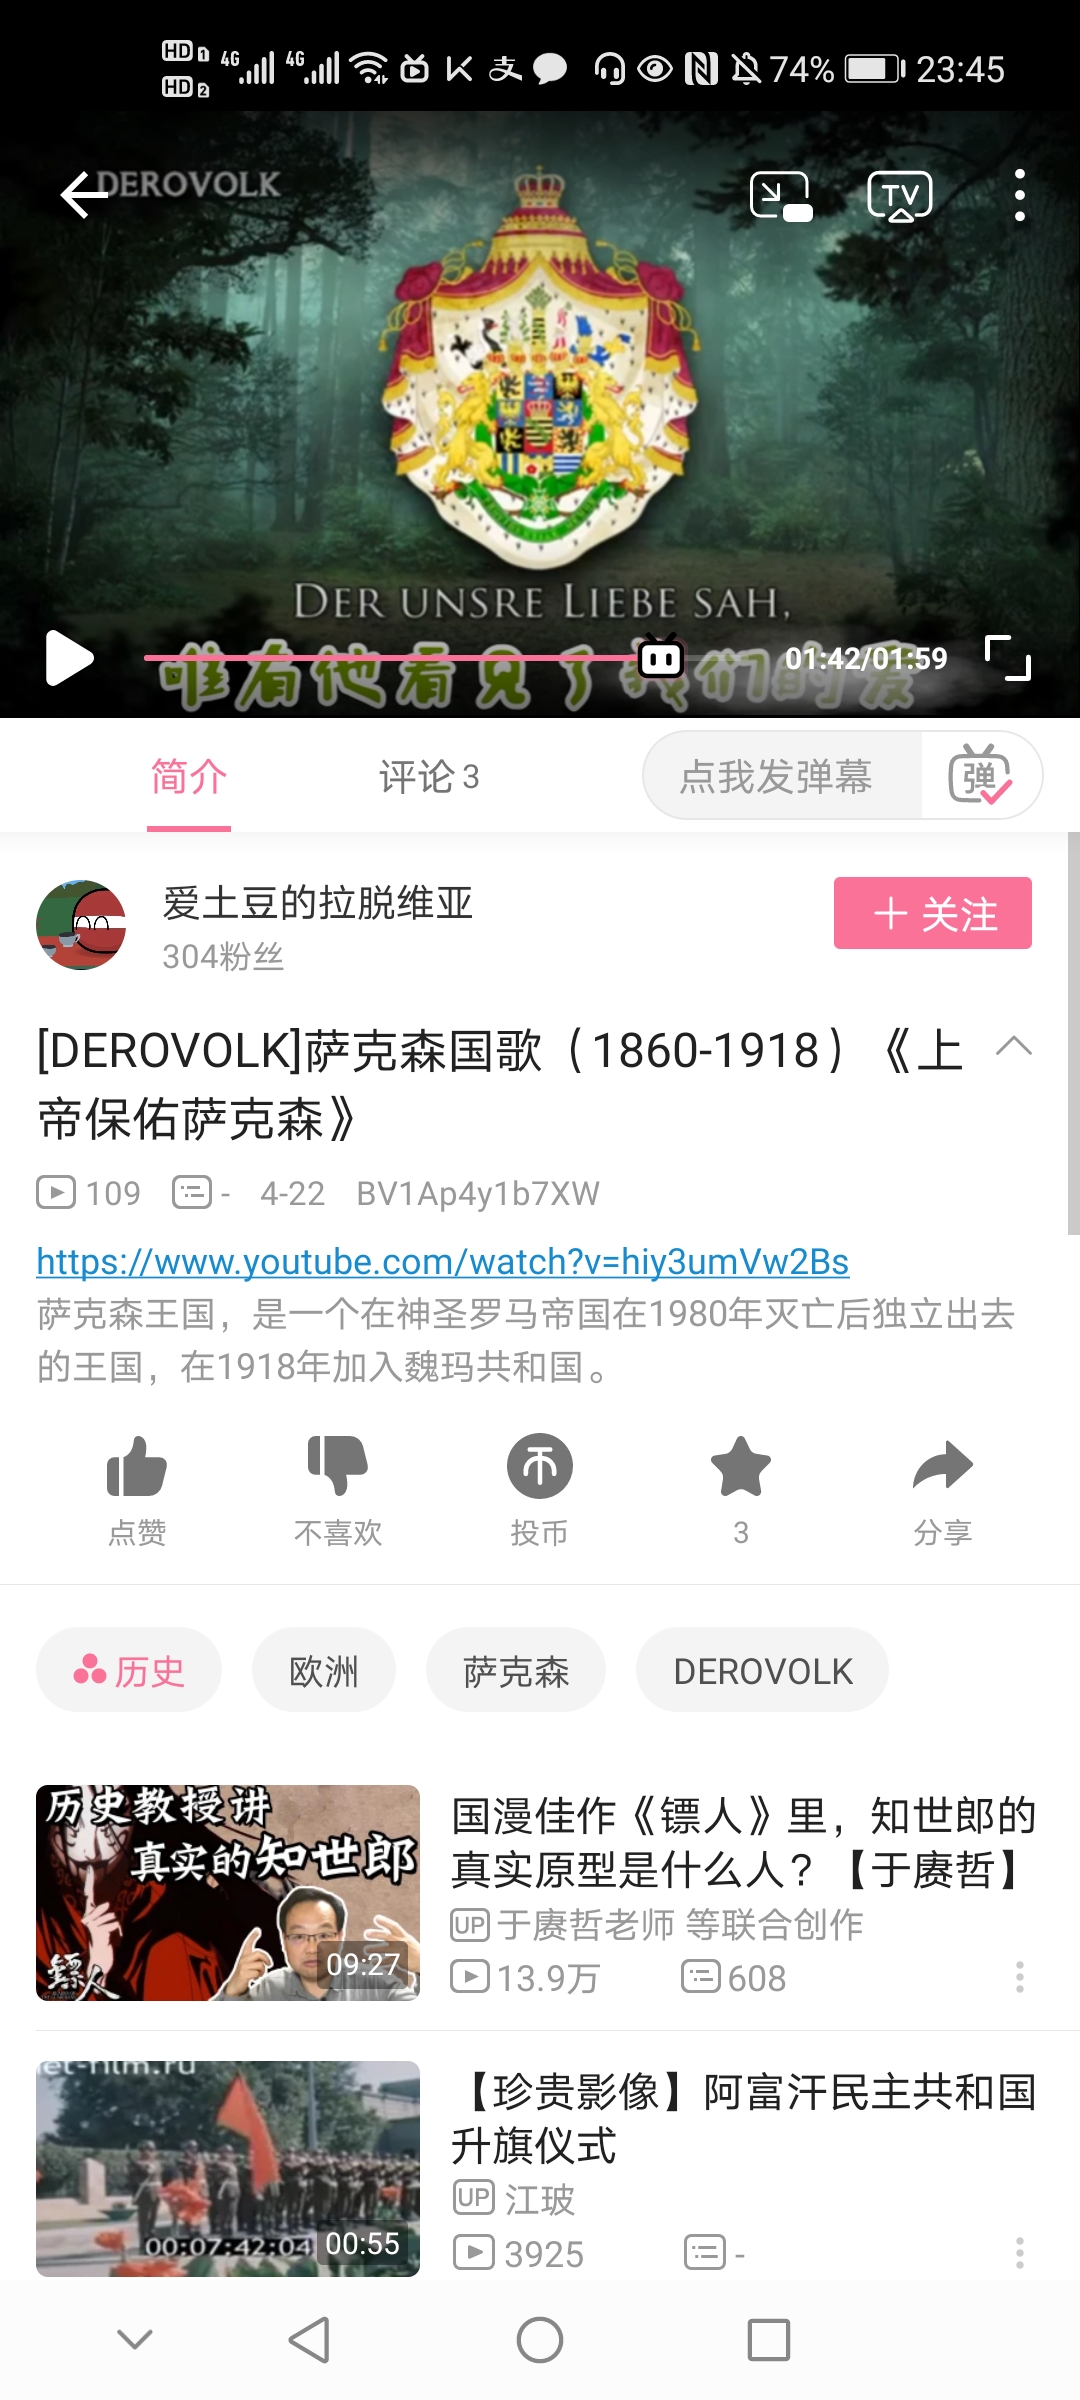 HD 1 4G 4G 74% 23:45
HD 2
DEROVOLK
TV
DER UNSRE LIEBE SAH,
唯有他看见了我们的爱
01:42/01:59
简介 评论 3 点我发弹幕 弹
爱土豆的拉脱维亚
304粉丝
+ 关注
[DEROVOLK]萨克森国歌（1860-1918）《上
帝保佑萨克森》
109 - 4-22 BV1Ap4y1b7XW
https://www.youtube.com/watch?v=hiy3umVw2Bs
萨克森王国，是一个在神圣罗马帝国在1980年灭亡后独立出去
的王国，在1918年加入魏玛共和国。
点赞 不喜欢 投币 3 分享
历史 欧洲 萨克森 DEROVOLK
历史教授讲
真实的知世郎
镖人
09:27
国漫佳作《镖人》里，知世郎的
真实原型是什么人？【于赓哲】
UP 于赓哲老师 等联合创作
13.9万 608
00:07:42:04
00:55
【珍贵影像】阿富汗民主共和国
升旗仪式
UP 江玻
3925 -